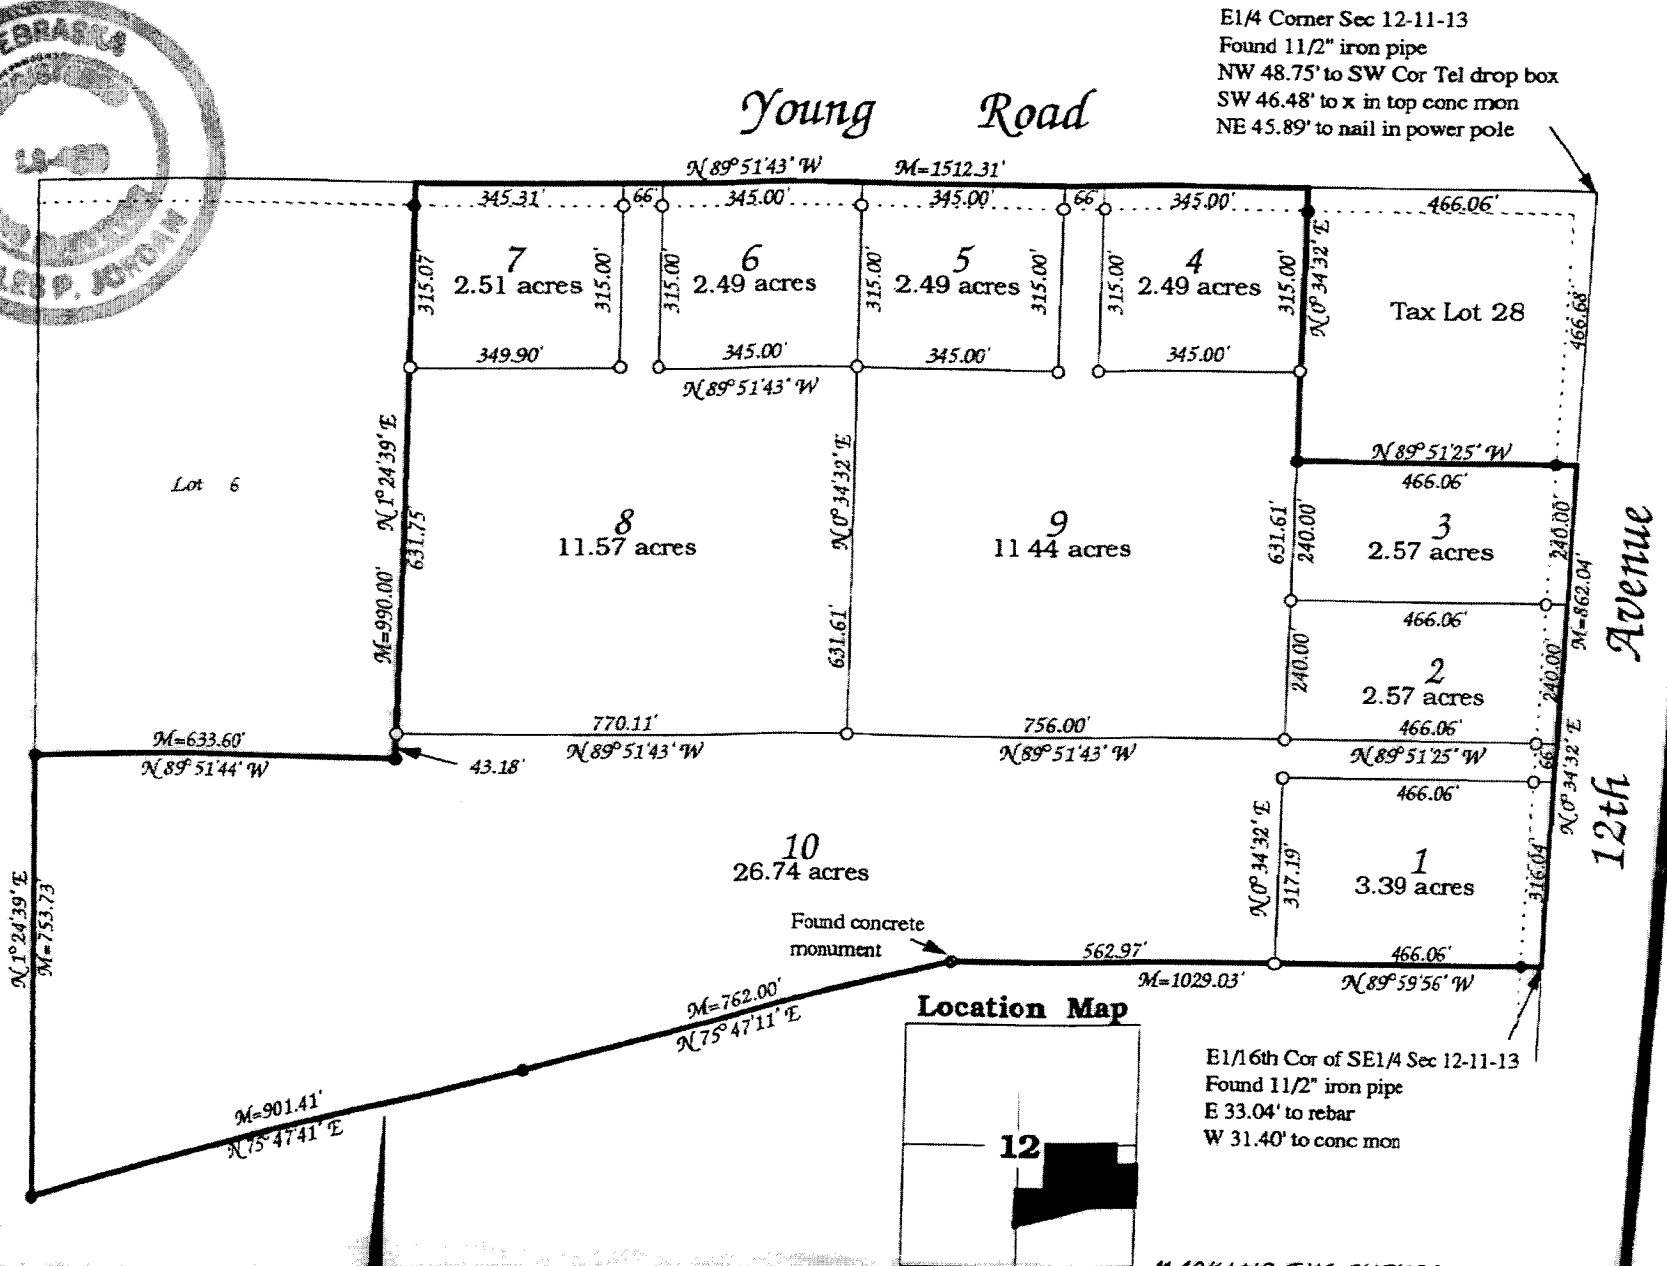 E1/4 Corner Sec 12-11-13
Found 11/2" iron pipe
NW 48.75' to SW Cor Tel drop box
SW 46.48' to x in top conc mon
NE 45.89' to nail in power pole
NEBRASKA
LS-
P. JORDAN
Young Road
N 89°51'43" W M=1512.31'
345.31' 66' 345.00' 345.00' 66' 345.00' 466.06'
315.07' 315.00' 315.00' 315.00' 315.00' 315.00' 315.00' N 0°34'32" E 466.68'
7
2.51 acres
6
2.49 acres
5
2.49 acres
4
2.49 acres
Tax Lot 28
349.90' 345.00' 345.00' 345.00'
N 89°51'43" W
N 89°51'25" W
466.06'
Lot 6
N 1°24'39" E
M=990.00'
631.75'
8
11.57 acres
N 0°34'32" E
631.61'
9
11 44 acres
631.61'
240.00'
3
2.57 acres
240.00'
M=862.04'
466.06'
240.00'
2
2.57 acres
240.00'
466.06'
N 89°51'25" W
66'
N 0°34'32" E
12th Avenue
M=633.60'
N 89°51'44" W
43.18'
770.11'
N 89°51'43" W
756.00'
N 89°51'43" W
466.06'
N 0°34'32" E
317.19'
1
3.39 acres
316.04'
10
26.74 acres
N 1°24'39" E
M=753.73'
Found concrete
monument
562.97'
M=1029.03'
466.06'
N 89°59'56" W
M=762.00'
N 75°47'11" E
M=901.41'
N 75°47'41" E
Location Map
12
E1/16th Cor of SE1/4 Sec 12-11-13
Found 11/2" iron pipe
E 33.04' to rebar
W 31.40' to conc mon